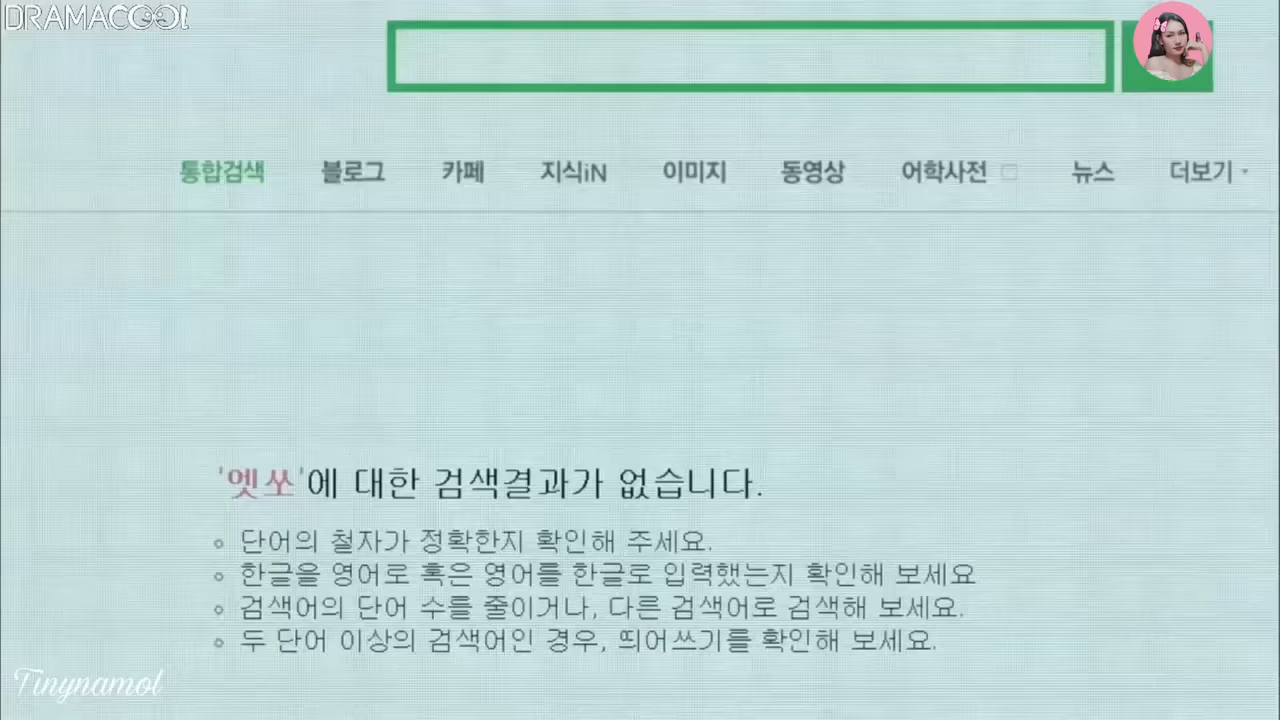 DRAMACOOL
통합검색 블로그 카페 지식iN 이미지 동영상 어학사전 뉴스 더보기
'엣쏘'에 대한 검색결과가 없습니다.
단어의 철자가 정확한지 확인해 주세요.
한글을 영어로 혹은 영어를 한글로 입력했는지 확인해 보세요
검색어의 단어 수를 줄이거나, 다른 검색어로 검색해 보세요.
두 단어 이상의 검색어인 경우, 띄어쓰기를 확인해 보세요.
Tinynamol